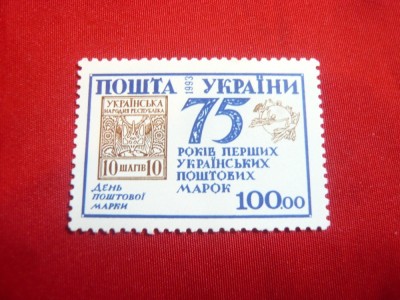 ПОШТА 1993 УКРАЇНИ
УКРАЇНСЬКА
НАРОДНЯ РЕСПУБЛІКА
10 ШАГІВ 10
75
РОКІВ ПЕРШИХ
УКРАЇНСЬКИХ
ПОШТОВИХ
МАРОК
ДЕНЬ
ПОШТОВОЇ
МАРКИ
100.00